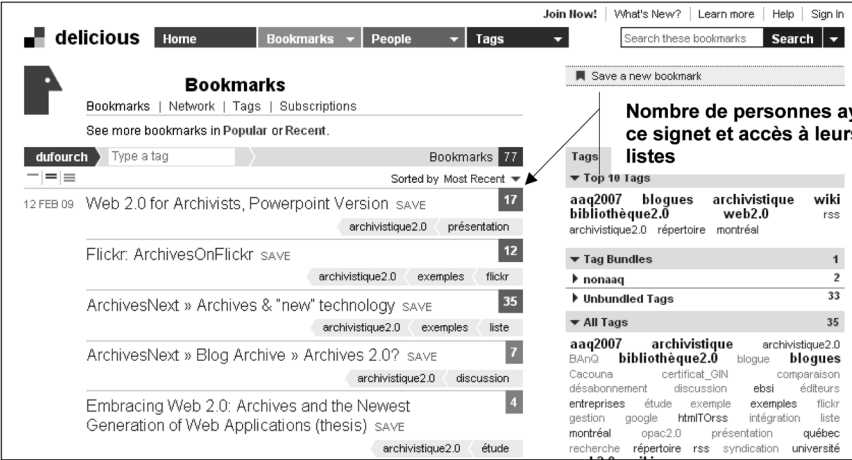 Join Now! What's New? Learn more Help Sign In
delicious Home Bookmarks People Tags Search these bookmarks Search
Bookmarks
Bookmarks | Network | Tags | Subscriptions
See more bookmarks in Popular or Recent.
dufourch Type a tag Bookmarks 77
Sorted by Most Recent
12 FEB 09 Web 2.0 for Archivists, Powerpoint Version SAVE 17
archivistique2.0 présentation
Flickr: ArchivesOnFlickr SAVE 12
archivistique2.0 exemples flickr
ArchivesNext » Archives & "new" technology SAVE 35
archivistique2.0 exemples liste
ArchivesNext » Blog Archive » Archives 2.0? SAVE 7
archivistique2.0 discussion
Embracing Web 2.0: Archives and the Newest 4
Generation of Web Applications (thesis) SAVE
archivistique2.0 étude
Save a new bookmark
Nombre de personnes ay
ce signet et accès à leurs
listes
Tags
Top 10 Tags
aaq2007 blogues archivistique wiki
bibliothèque2.0 web2.0 rss
archivistique2.0 répertoire montréal
Tag Bundles 1
nonaaq 2
Unbundled Tags 33
All Tags 35
aaq2007 archivistique archivistique2.0
BAnQ bibliothèque2.0 blogue blogues
Cacouna certificat_GIN comparaison
désabonnement discussion ebsi éditeurs
entreprises étude exemple exemples flickr
gestion google htmlTOrss intégration liste
montréal opac2.0 présentation québec
recherche répertoire rss syndication université